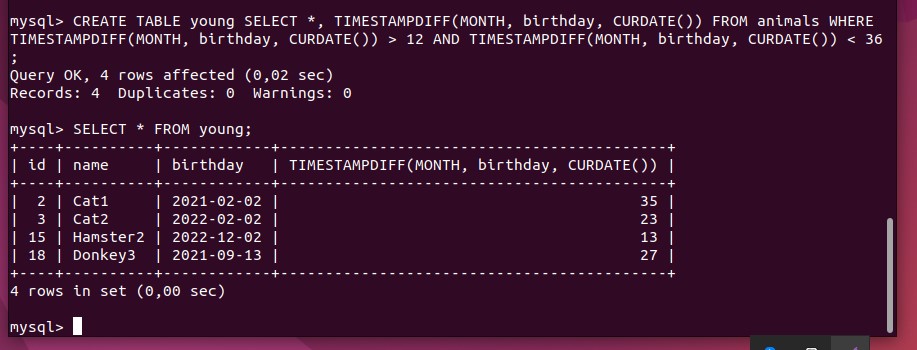 mysql> CREATE TABLE young SELECT *, TIMESTAMPDIFF(MONTH, birthday, CURDATE()) FROM animals WHERE
TIMESTAMPDIFF(MONTH, birthday, CURDATE()) > 12 AND TIMESTAMPDIFF(MONTH, birthday, CURDATE()) < 36
;
Query OK, 4 rows affected (0,02 sec)
Records: 4  Duplicates: 0  Warnings: 0

mysql> SELECT * FROM young;
+----+----------+------------+-------------------------------------------+
| id | name     | birthday   | TIMESTAMPDIFF(MONTH, birthday, CURDATE()) |
+----+----------+------------+-------------------------------------------+
|  2 | Cat1     | 2021-02-02 |                                        35 |
|  3 | Cat2     | 2022-02-02 |                                        23 |
| 15 | Hamster2 | 2022-12-02 |                                        13 |
| 18 | Donkey3  | 2021-09-13 |                                        27 |
+----+----------+------------+-------------------------------------------+
4 rows in set (0,00 sec)

mysql>